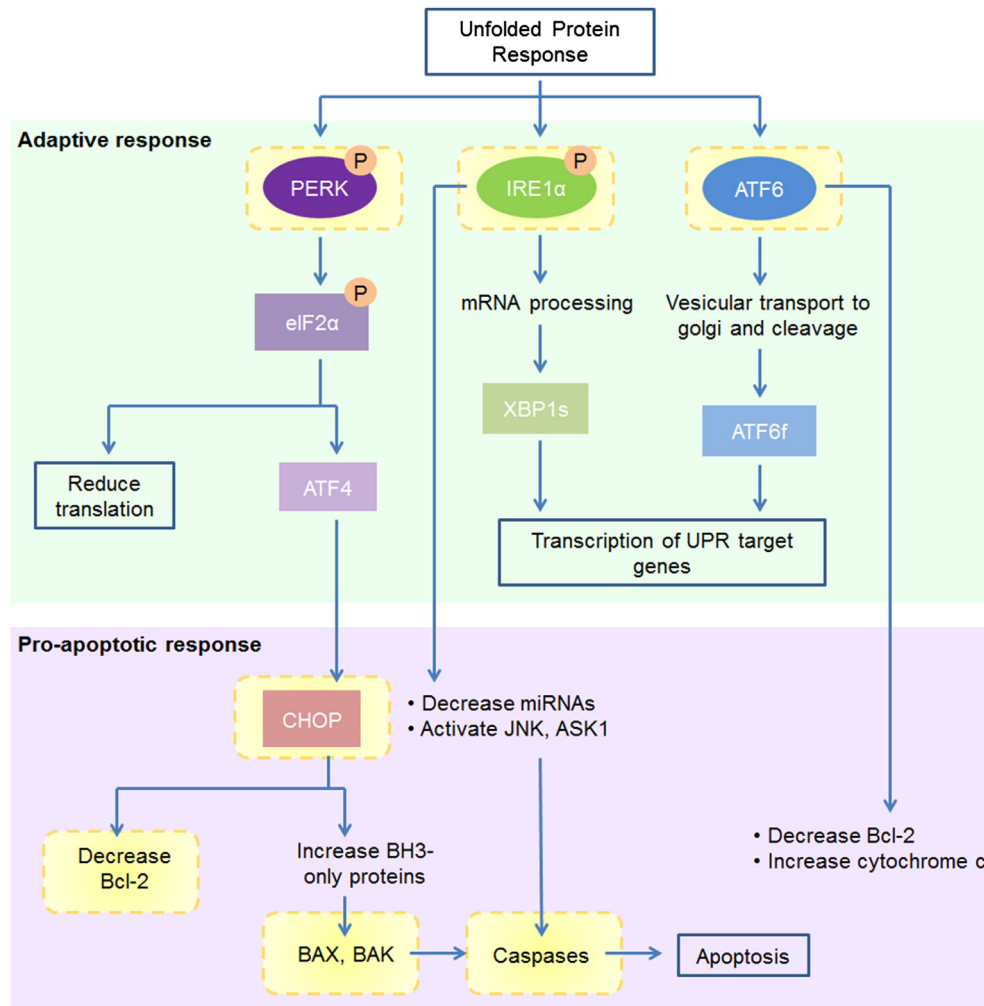 Unfolded Protein
Response
Adaptive response
P
PERK
P
IRE1α
ATF6
P
eIF2α
mRNA processing
Vesicular transport to
golgi and cleavage
XBP1s
ATF6f
Reduce
translation
ATF4
Transcription of UPR target
genes
Pro-apoptotic response
CHOP
• Decrease miRNAs
• Activate JNK, ASK1
Decrease
Bcl-2
Increase BH3-
only proteins
• Decrease Bcl-2
• Increase cytochrome c
BAX, BAK
Caspases
Apoptosis